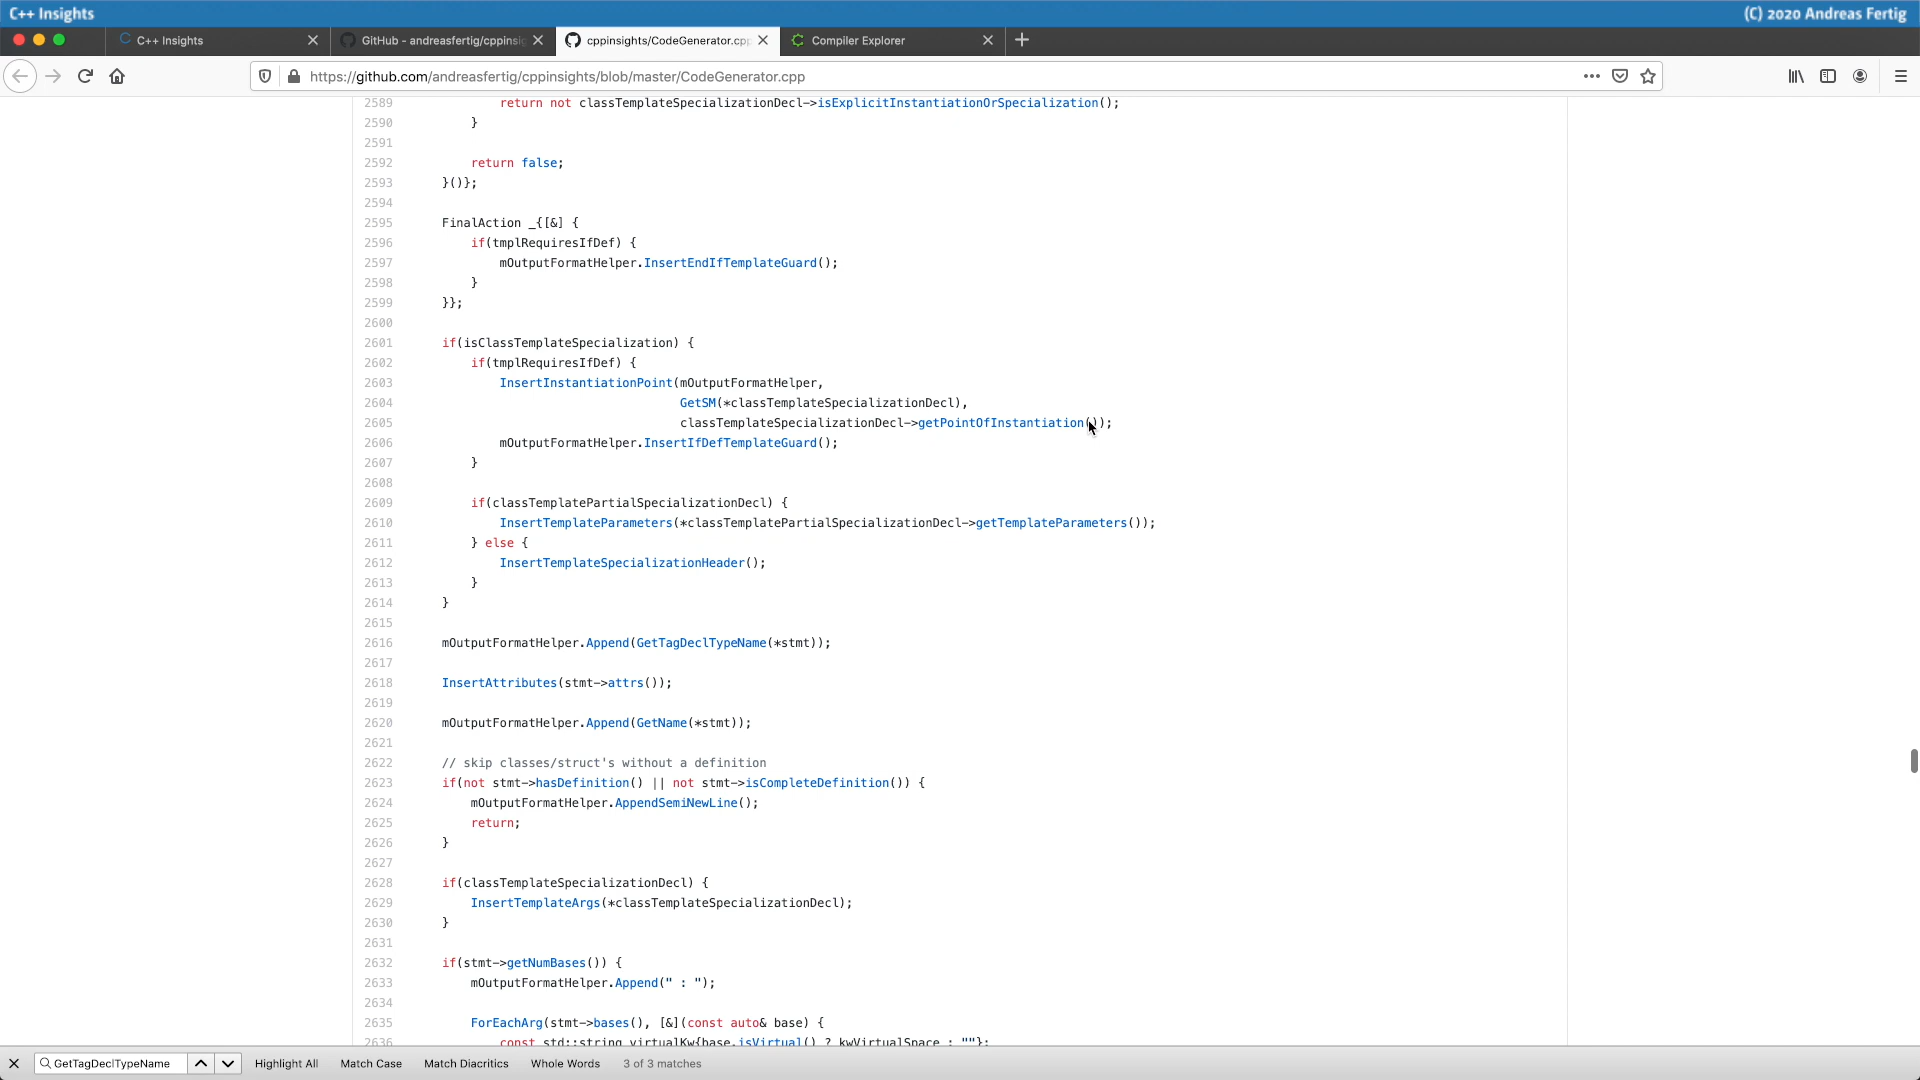 C++ Insights
(C) 2020 Andreas Fertig
C++ Insights
GitHub - andreasfertig/cppinsig
cppinsights/CodeGenerator.cpp
Compiler Explorer
https://github.com/andreasfertig/cppinsights/blob/master/CodeGenerator.cpp
2589 return not classTemplateSpecializationDecl->isExplicitInstantiationOrSpecialization();
2590 }
2591
2592 return false;
2593 }()};
2594
2595 FinalAction _{[&] {
2596 if(tmplRequiresIfDef) {
2597 mOutputFormatHelper.InsertEndIfTemplateGuard();
2598 }
2599 }};
2600
2601 if(isClassTemplateSpecialization) {
2602 if(tmplRequiresIfDef) {
2603 InsertInstantiationPoint(mOutputFormatHelper,
2604 GetSM(*classTemplateSpecializationDecl),
2605 classTemplateSpecializationDecl->getPointOfInstantiation());
2606 mOutputFormatHelper.InsertIfDefTemplateGuard();
2607 }
2608
2609 if(classTemplatePartialSpecializationDecl) {
2610 InsertTemplateParameters(*classTemplatePartialSpecializationDecl->getTemplateParameters());
2611 } else {
2612 InsertTemplateSpecializationHeader();
2613 }
2614 }
2615
2616 mOutputFormatHelper.Append(GetTagDeclTypeName(*stmt));
2617
2618 InsertAttributes(stmt->attrs());
2619
2620 mOutputFormatHelper.Append(GetName(*stmt));
2621
2622 // skip classes/struct's without a definition
2623 if(not stmt->hasDefinition() || not stmt->isCompleteDefinition()) {
2624 mOutputFormatHelper.AppendSemiNewLine();
2625 return;
2626 }
2627
2628 if(classTemplateSpecializationDecl) {
2629 InsertTemplateArgs(*classTemplateSpecializationDecl);
2630 }
2631
2632 if(stmt->getNumBases()) {
2633 mOutputFormatHelper.Append(" : ");
2634
2635 ForEachArg(stmt->bases(), [&](const auto& base) {
2636 const std::string virtualKw{base.isVirtual() ? kwVirtualSpace : ""};
GetTagDeclTypeName Highlight All Match Case Match Diacritics Whole Words 3 of 3 matches